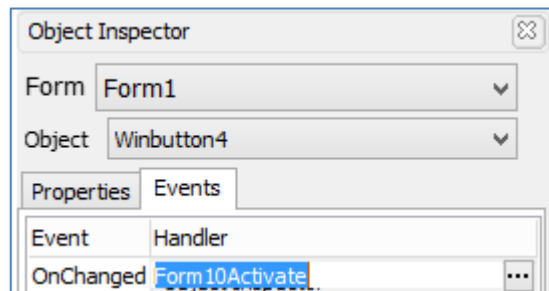 Object Inspector
Form Form1
Object Winbutton4
Properties Events
Event Handler
OnChanged Form10Activate ...